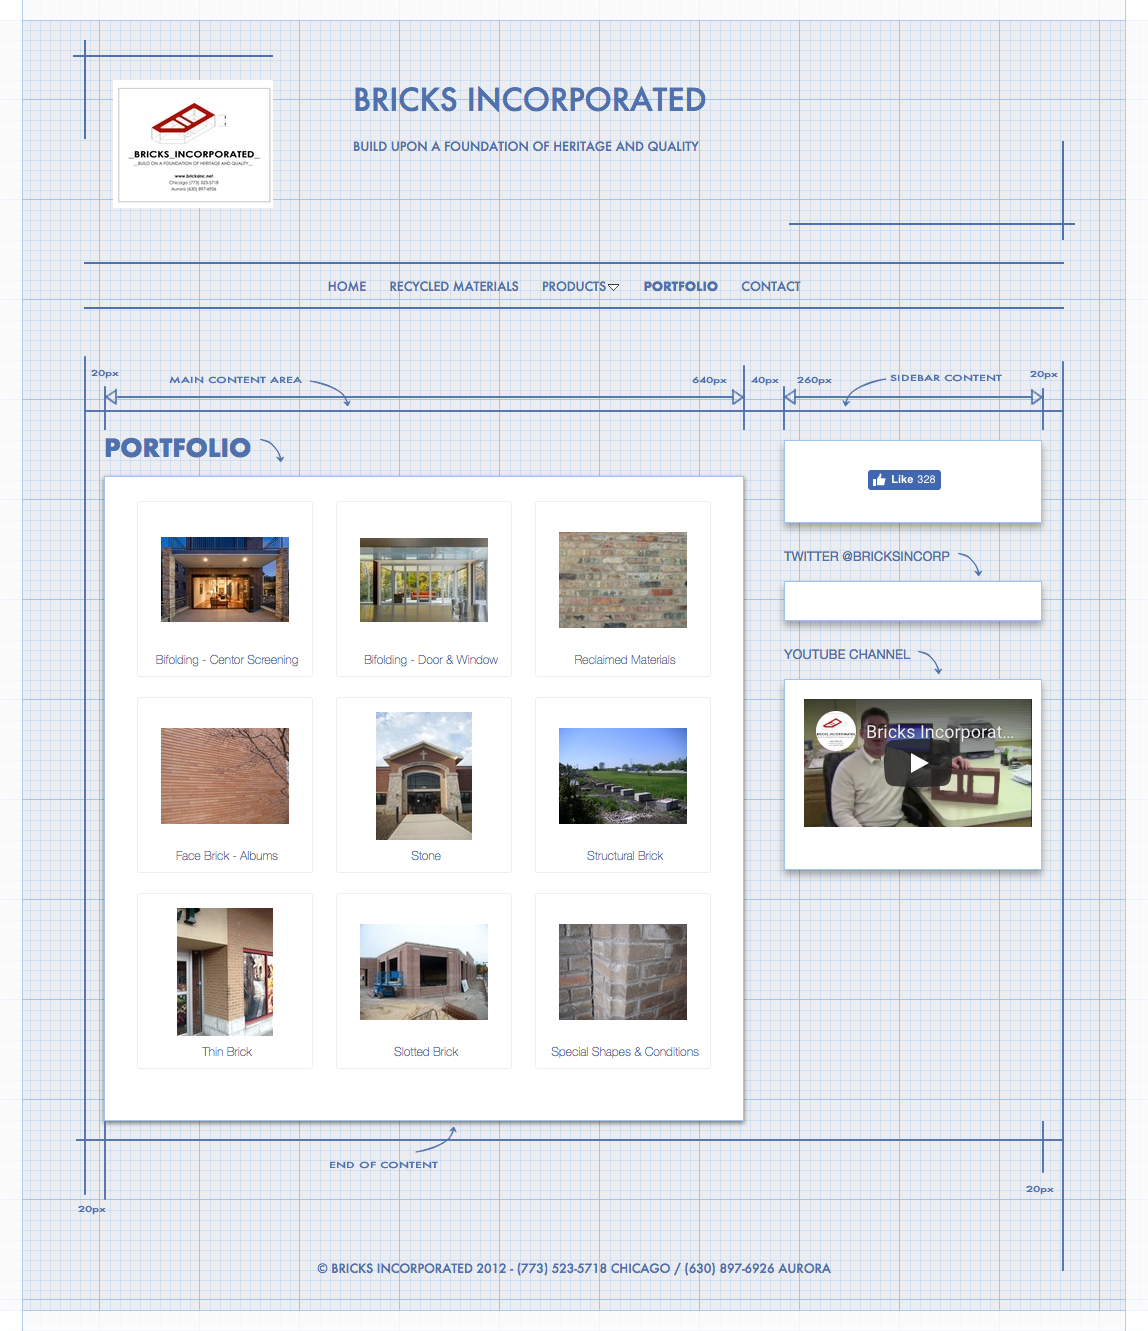 _BRICKS_INCORPORATED_
_BUILD ON A FOUNDATION OF HERITAGE AND QUALITY_
www.bricksinc.net
Chicago (773) 523-5718
Aurora (630) 897-6926
BRICKS INCORPORATED
BUILD UPON A FOUNDATION OF HERITAGE AND QUALITY
HOME RECYCLED MATERIALS PRODUCTS PORTFOLIO CONTACT
20px MAIN CONTENT AREA 640px 40px 260px SIDEBAR CONTENT 20px
PORTFOLIO
Like 328
TWITTER @BRICKSINCORP
YOUTUBE CHANNEL
Bricks Incorporat...
Bifolding - Centor Screening
Bifolding - Door & Window
Reclaimed Materials
Face Brick - Albums
Stone
Structural Brick
Thin Brick
Slotted Brick
Special Shapes & Conditions
END OF CONTENT
20px
20px
© BRICKS INCORPORATED 2012 - (773) 523-5718 CHICAGO / (630) 897-6926 AURORA